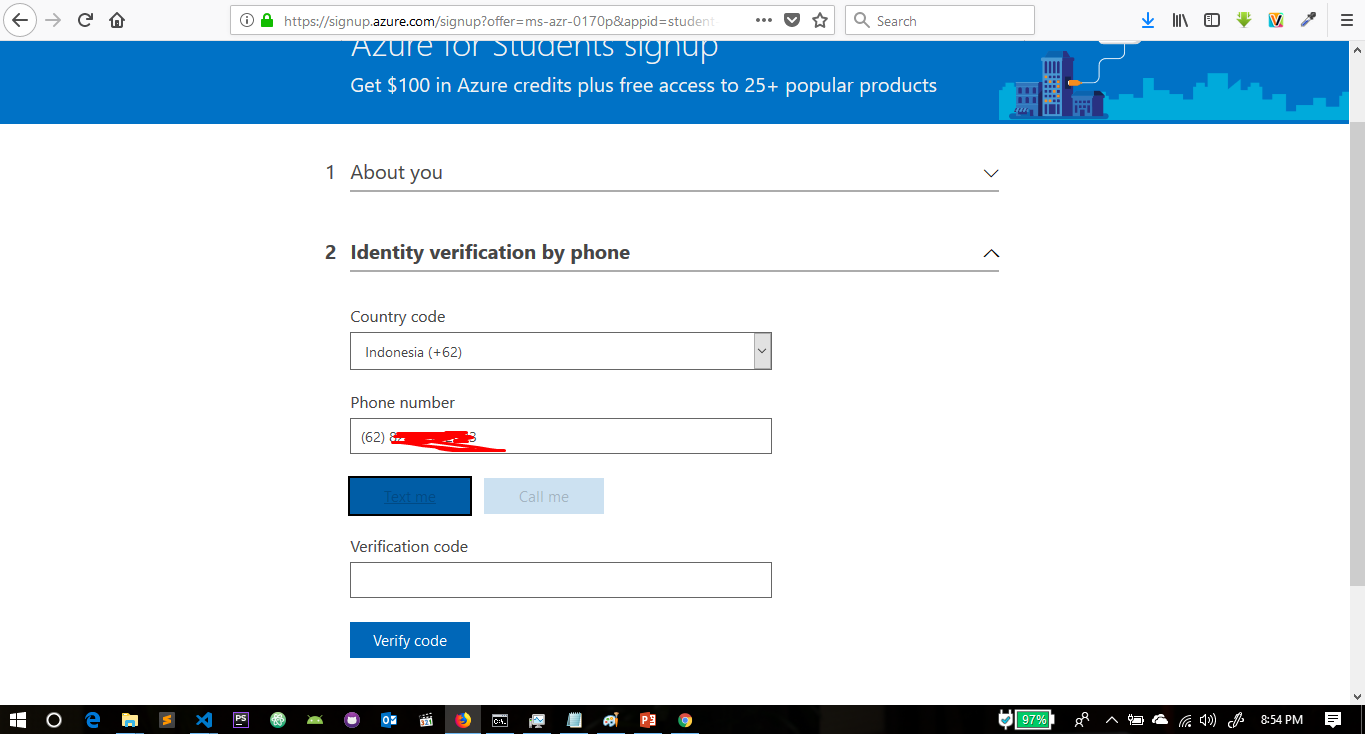 https://signup.azure.com/signup?offer=ms-azr-0170p&appid=student
Search
Azure for Students signup
Get $100 in Azure credits plus free access to 25+ popular products
1 About you
2 Identity verification by phone
Country code
Indonesia (+62)
Phone number
(62) 8
Text me Call me
Verification code
Verify code
97% 8:54 PM